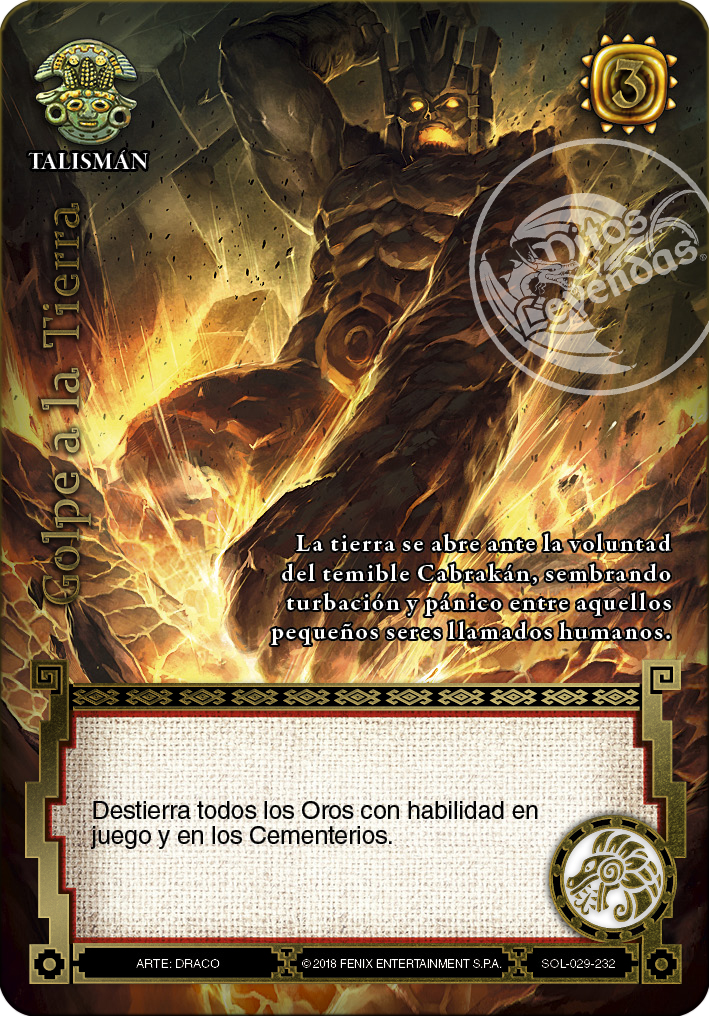 3
TALISMÁN
Mitos
y
Leyendas
®
Golpe a la Tierra
La tierra se abre ante la voluntad
del temible Cabrakán, sembrando
turbación y pánico entre aquellos
pequeños seres llamados humanos.
Destierra todos los Oros con habilidad en
juego y en los Cementerios.
ARTE: DRACO
© 2018 FENIX ENTERTAINMENT S.P.A.
SOL-029-232